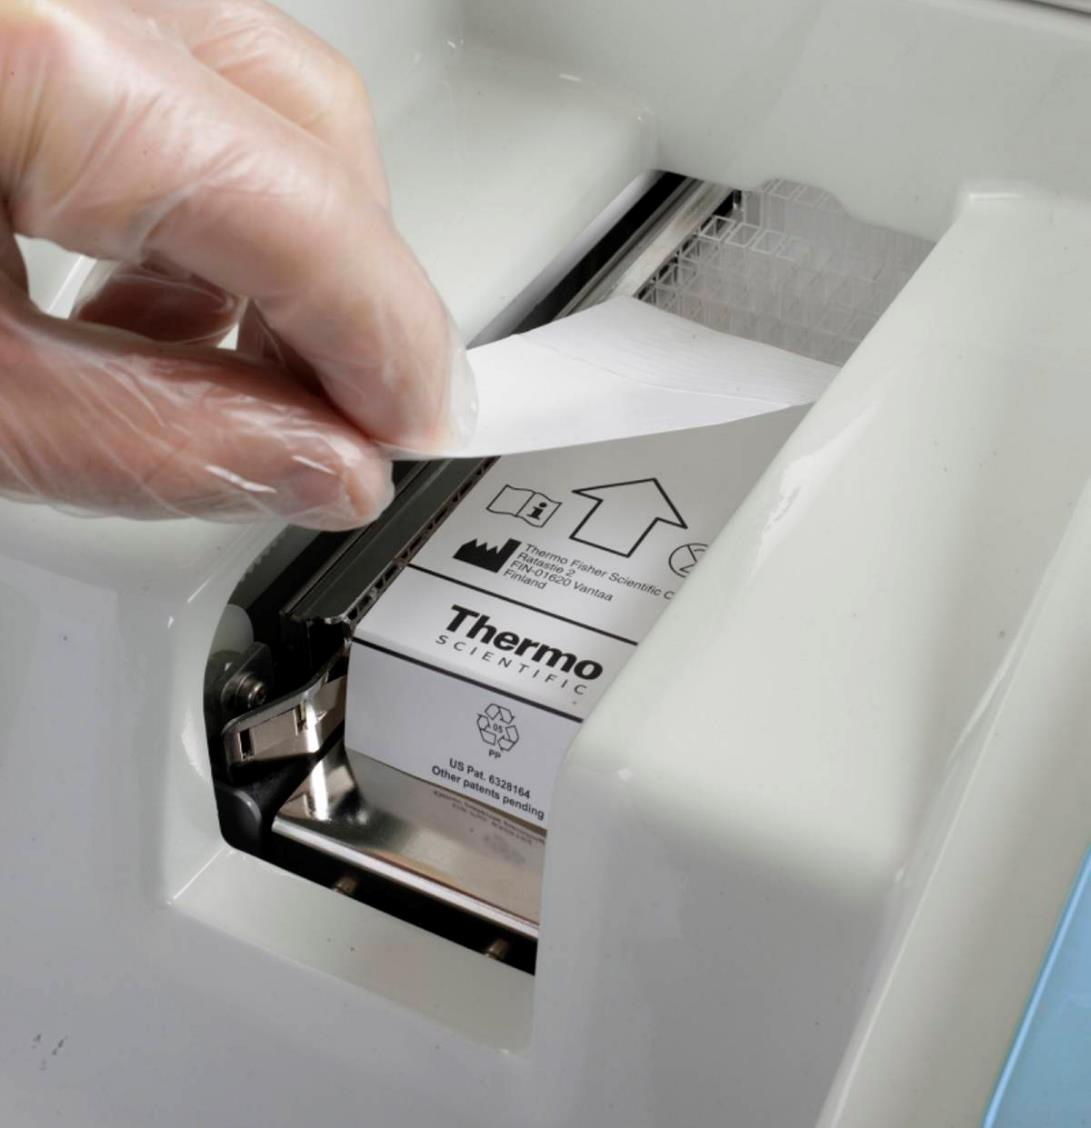 Thermo Fisher Scientific
Ratastie 2
FIN-01620 Vantaa
Finland
Thermo
SCIENTIFIC
05
PP
US Pat. 6328164
Other patents pending